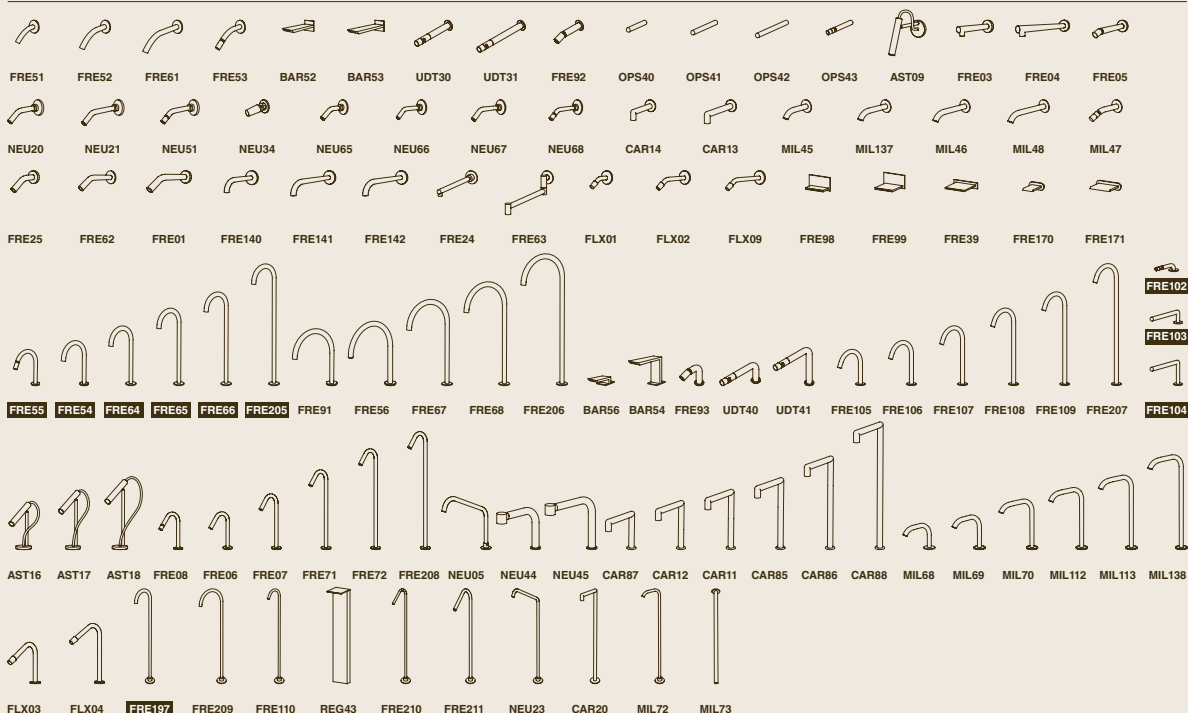 FRE51 FRE52 FRE61 FRE53 BAR52 BAR53 UDT30 UDT31 FRE92 OPS40 OPS41 OPS42 OPS43 AST09 FRE03 FRE04 FRE05
NEU20 NEU21 NEU51 NEU34 NEU65 NEU66 NEU67 NEU68 CAR14 CAR13 MIL45 MIL137 MIL46 MIL48 MIL47
FRE25 FRE62 FRE01 FRE140 FRE141 FRE142 FRE24 FRE63 FLX01 FLX02 FLX09 FRE98 FRE99 FRE39 FRE170 FRE171
FRE102
FRE103
FRE55 FRE54 FRE64 FRE65 FRE66 FRE205 FRE91 FRE56 FRE67 FRE68 FRE206 BAR56 BAR54 FRE93 UDT40 UDT41 FRE105 FRE106 FRE107 FRE108 FRE109 FRE207 FRE104
AST16 AST17 AST18 FRE08 FRE06 FRE07 FRE71 FRE72 FRE208 NEU05 NEU44 NEU45 CAR87 CAR12 CAR11 CAR85 CAR86 CAR88 MIL68 MIL69 MIL70 MIL112 MIL113 MIL138
FLX03 FLX04 FRE197 FRE209 FRE110 REG43 FRE210 FRE211 NEU23 CAR20 MIL72 MIL73